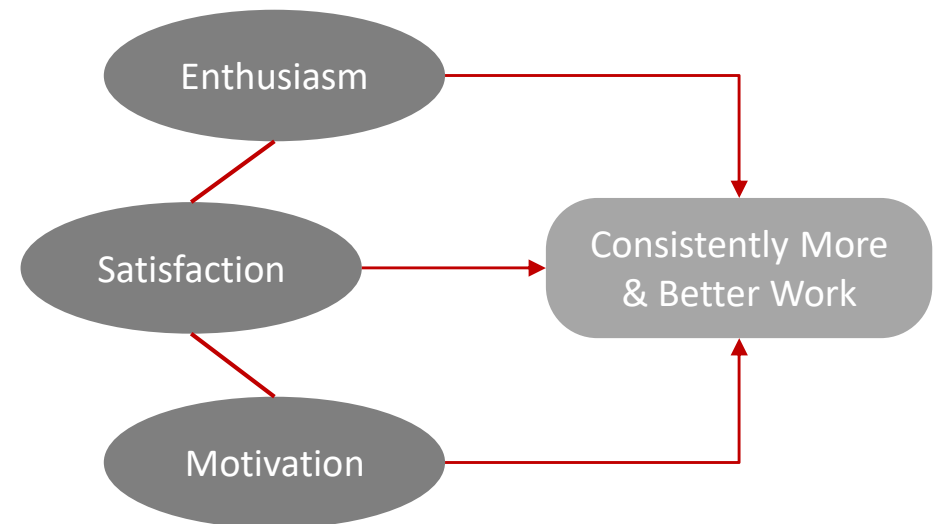 Enthusiasm
Satisfaction
Consistently More
& Better Work
Motivation